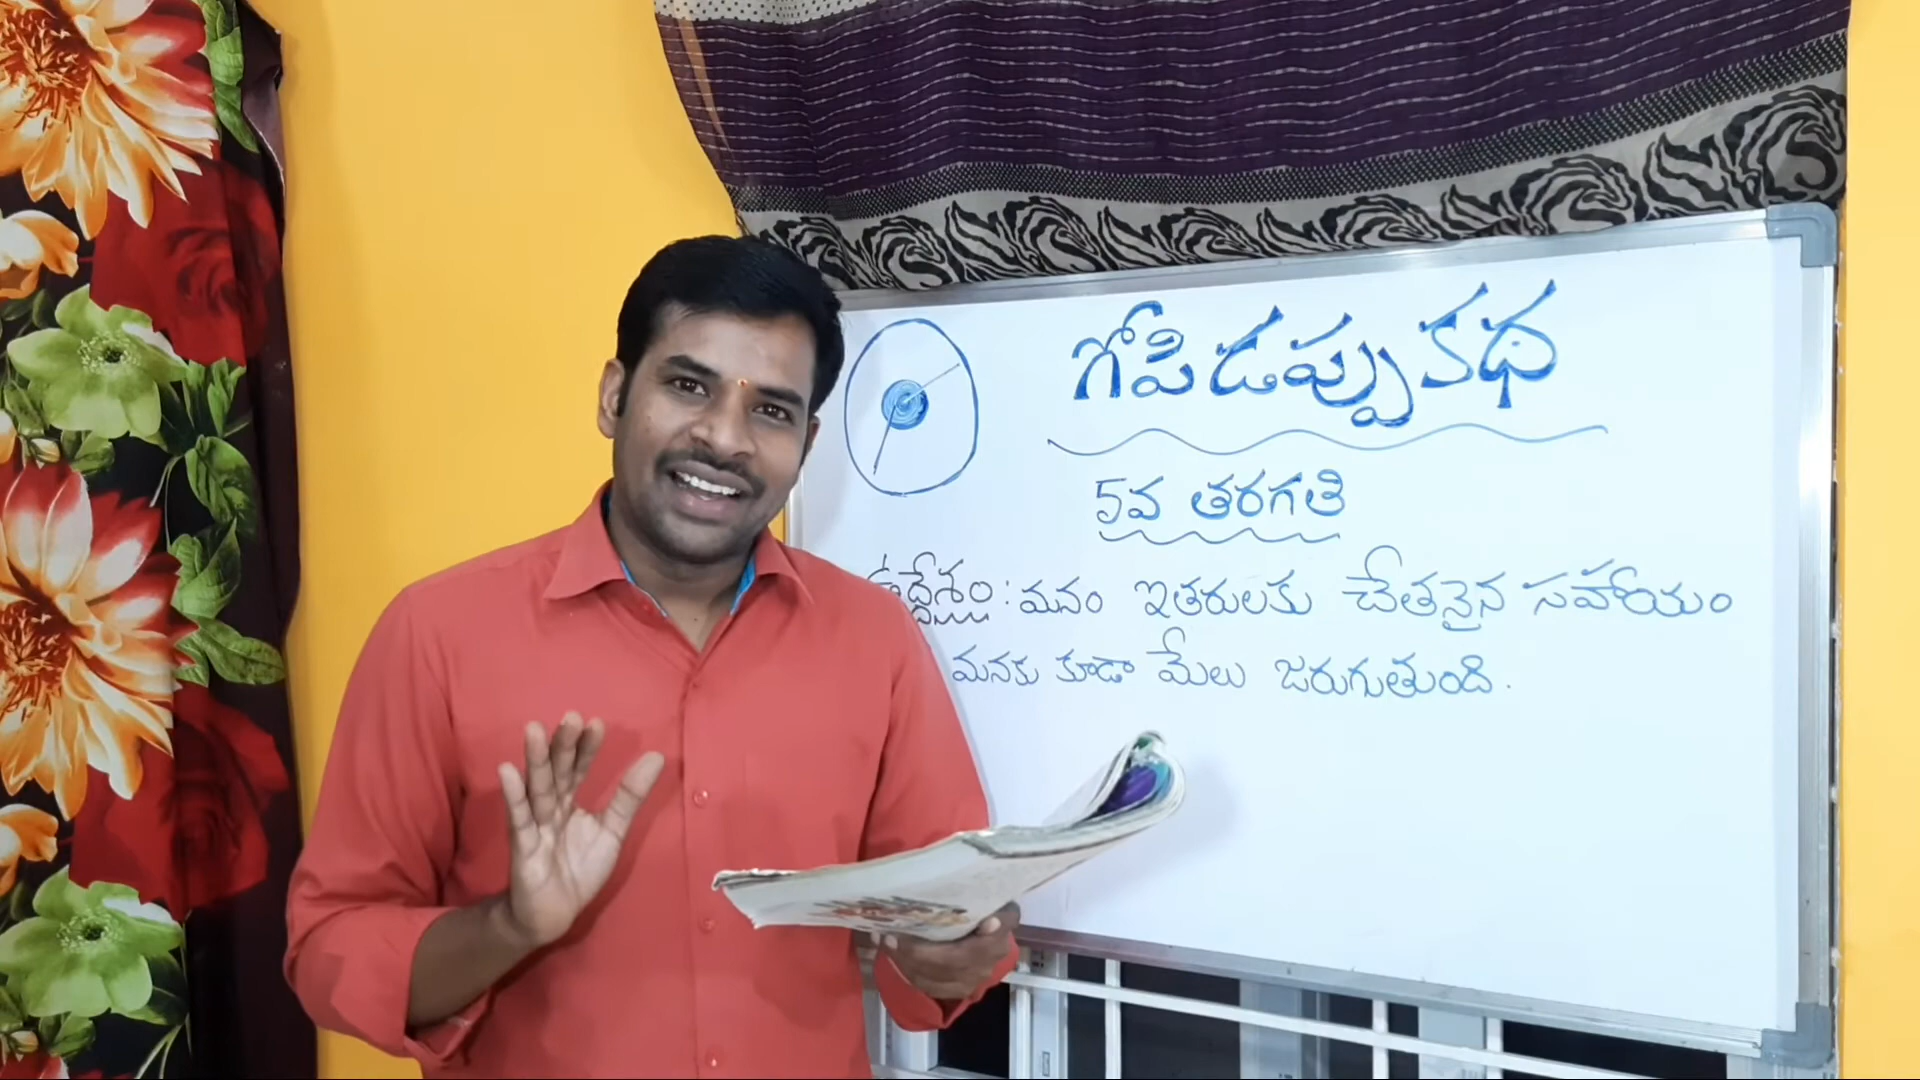 గోపి డప్పు కథ
5వ తరగతి
ఉద్దేశ్యం : మనం ఇతరులకు చేతనైన సహాయం
మనకు కూడా మేలు జరుగుతుంది.